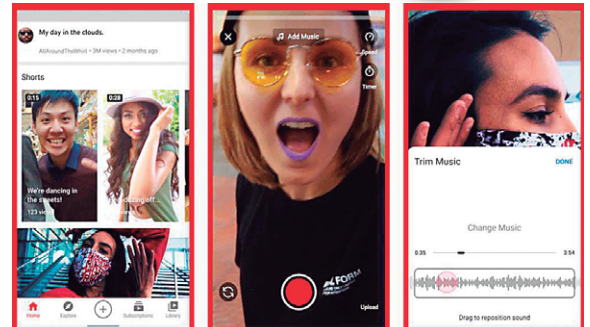 My day in the clouds.
AllAroundTheWhirl • 3M views • 2 months ago
Shorts
0:15
0:28
We're dancing in
the streets!
123 views
Home
Explore
Subscriptions
Library
Add Music
Speed
Timer
FORM
Upload
Trim Music
DONE
Change Music
0:35
3:54
Drag to reposition sound